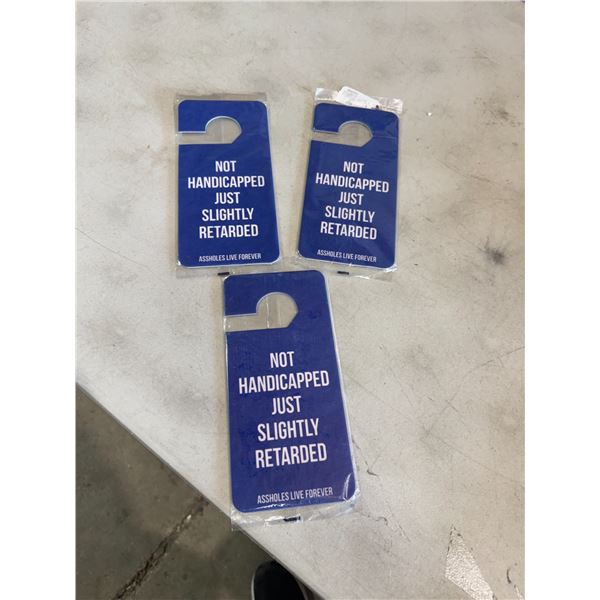 NOT
HANDICAPPED
JUST
SLIGHTLY
RETARDED
ASSHOLES LIVE FOREVER
NOT
HANDICAPPED
JUST
SLIGHTLY
RETARDED
ASSHOLES LIVE FOREVER
NOT
HANDICAPPED
JUST
SLIGHTLY
RETARDED
ASSHOLES LIVE FOREVER